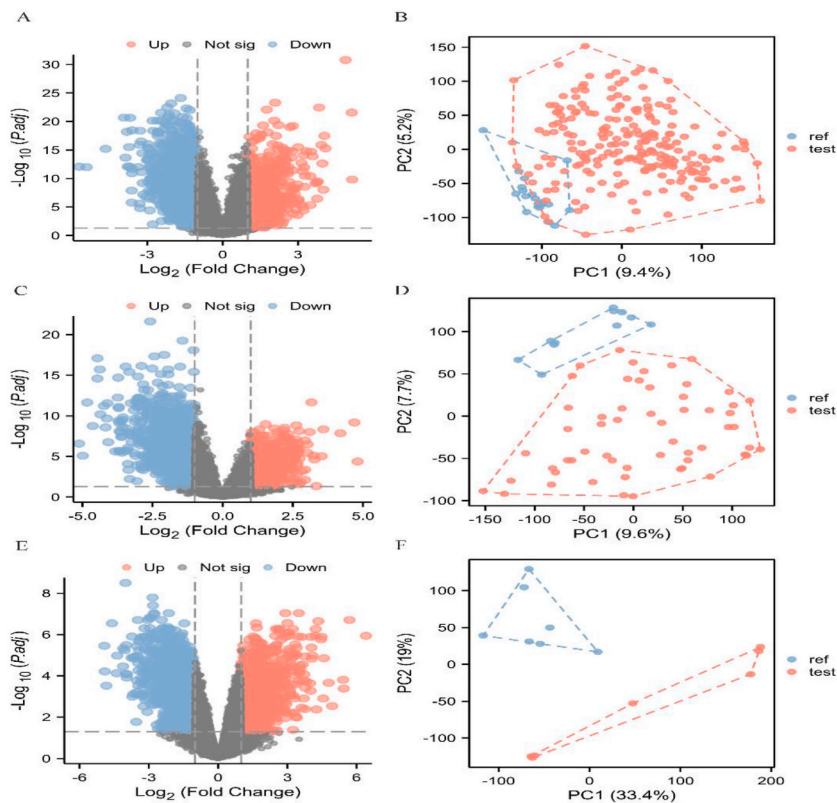 A
Up Not sig Down
30
25
20
15
10
5
0
-Log10 (P.adj)
-3 0 3
Log2 (Fold Change)
B
150
100
50
0
-50
-100
PC2 (5.2%)
-100 0 100
PC1 (9.4%)
ref
test
C
Up Not sig Down
20
15
10
5
0
-Log10 (P.adj)
-5.0 -2.5 0.0 2.5 5.0
Log2 (Fold Change)
D
100
50
0
-50
-100
PC2 (7.7%)
-150 -100 -50 0 50 100
PC1 (9.6%)
ref
test
E
Up Not sig Down
8
6
4
2
0
-Log10 (P.adj)
-6 -3 0 3 6
Log2 (Fold Change)
F
100
50
0
-50
-100
PC2 (19%)
-100 0 100 200
PC1 (33.4%)
ref
test